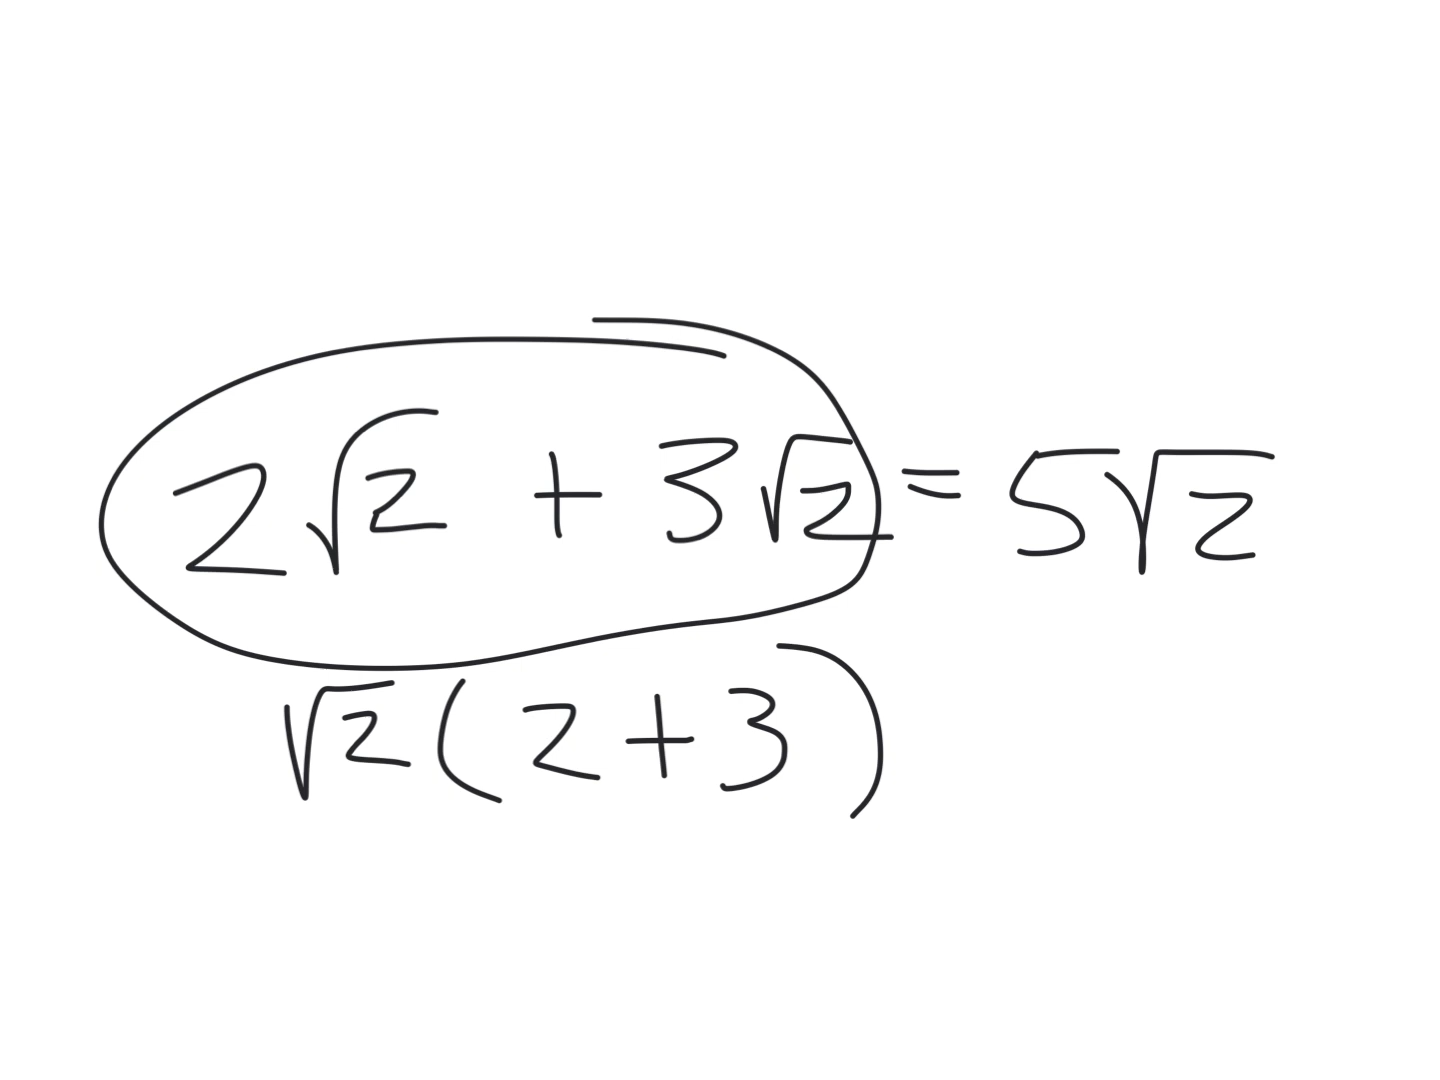 2√2 + 3√2 = 5√2
√2(2+3)